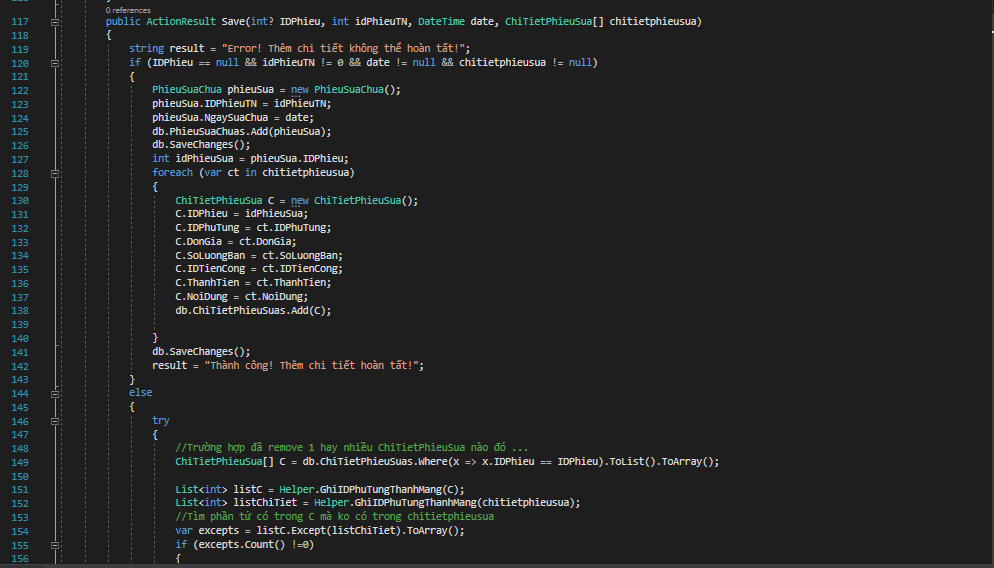 0 references
117 public ActionResult Save(int? IDPhieu, int idPhieuTN, DateTime date, ChiTietPhieuSua[] chitietphieusua)
118 {
119 string result = "Error! Thêm chi tiết không thể hoàn tất!";
120 if (IDPhieu == null && idPhieuTN != 0 && date != null && chitietphieusua != null)
121 {
122 PhieuSuaChua phieuSua = new PhieuSuaChua();
123 phieuSua.IDPhieuTN = idPhieuTN;
124 phieuSua.NgaySuaChua = date;
125 db.PhieuSuaChuas.Add(phieuSua);
126 db.SaveChanges();
127 int idPhieuSua = phieuSua.IDPhieu;
128 foreach (var ct in chitietphieusua)
129 {
130 ChiTietPhieuSua C = new ChiTietPhieuSua();
131 C.IDPhieu = idPhieuSua;
132 C.IDPhuTung = ct.IDPhuTung;
133 C.DonGia = ct.DonGia;
134 C.SoLuongBan = ct.SoLuongBan;
135 C.IDTienCong = ct.IDTienCong;
136 C.ThanhTien = ct.ThanhTien;
137 C.NoiDung = ct.NoiDung;
138 db.ChiTietPhieuSuas.Add(C);
139
140 }
141 db.SaveChanges();
142 result = "Thành công! Thêm chi tiết hoàn tất!";
143 }
144 else
145 {
146 try
147 {
148 //Trường hợp đã remove 1 hay nhiều ChiTietPhieuSua nào đó ...
149 ChiTietPhieuSua[] C = db.ChiTietPhieuSuas.Where(x => x.IDPhieu == IDPhieu).ToList().ToArray();
150
151 List<int> listC = Helper.GhiIDPhuTungThanhMang(C);
152 List<int> listChiTiet = Helper.GhiIDPhuTungThanhMang(chitietphieusua);
153 //Tìm phần tử có trong C mà ko có trong chitietphieusua
154 var excepts = listC.Except(listChiTiet).ToArray();
155 if (excepts.Count() !=0)
156 {